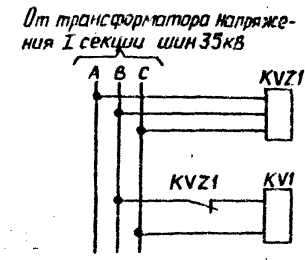 От трансформатора напряже-
ния I секции шин 35кВ
A B C
KVZ1
KVZ1 KV1